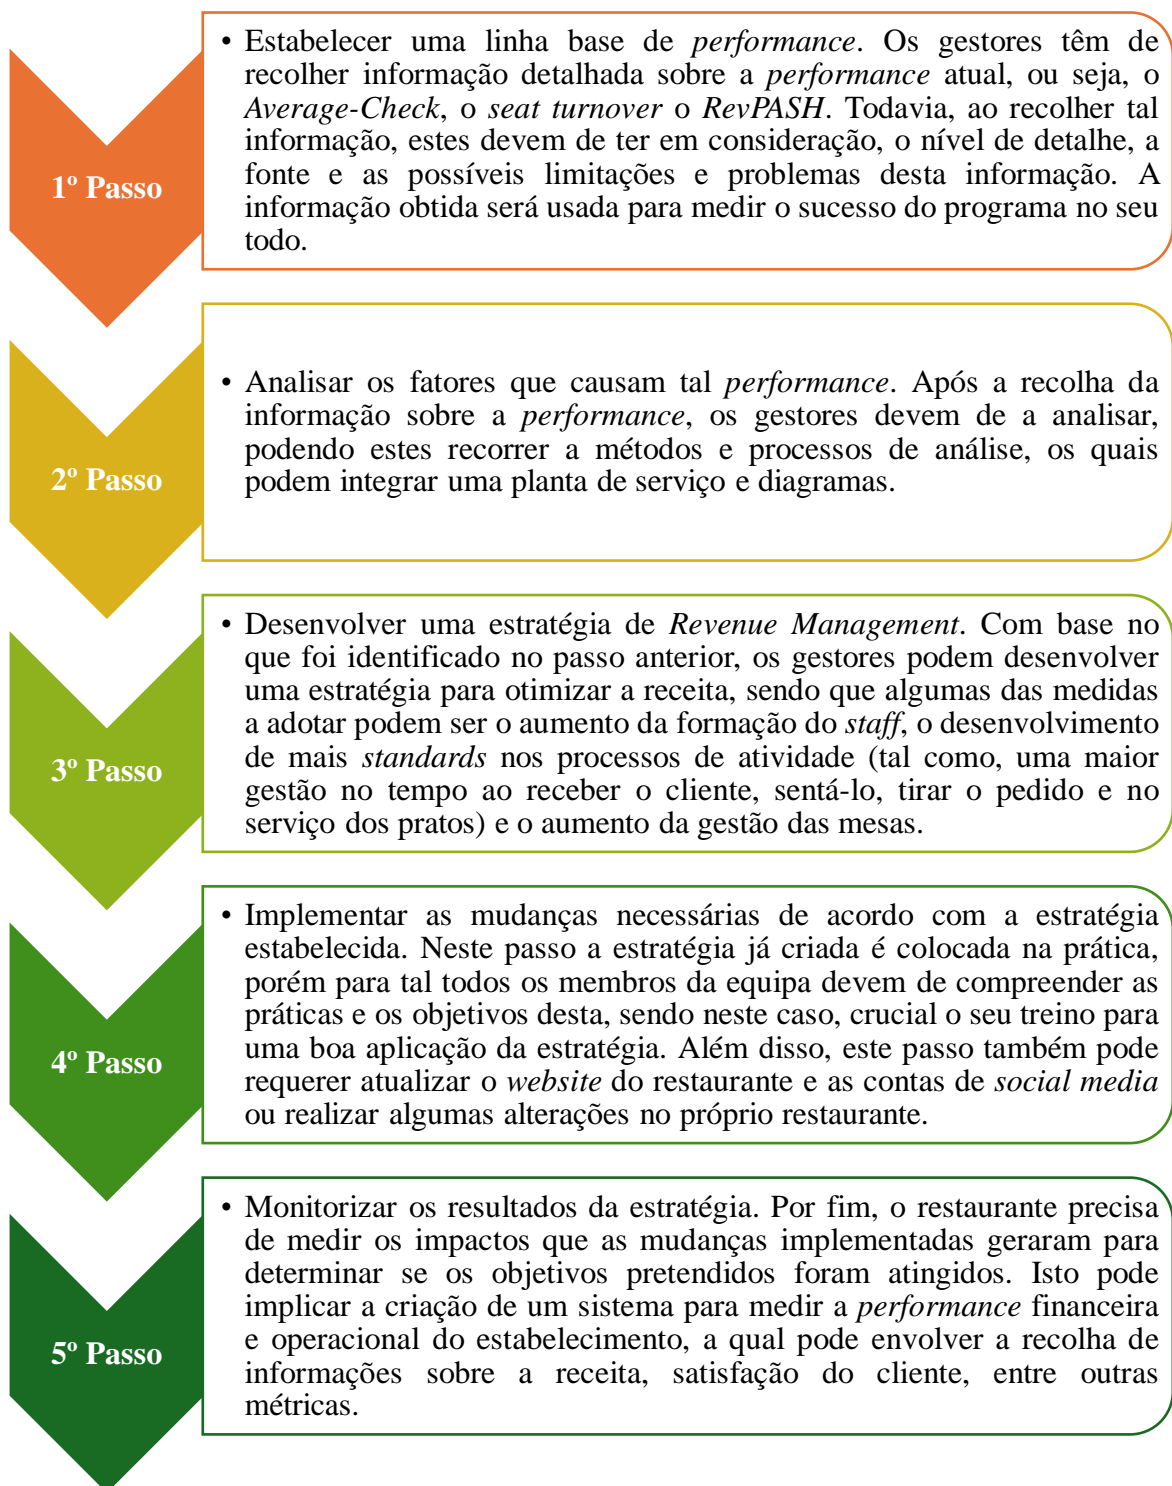 1º Passo
• Estabelecer uma linha base de performance. Os gestores têm de
recolher informação detalhada sobre a performance atual, ou seja, o
Average-Check, o seat turnover o RevPASH. Todavia, ao recolher tal
informação, estes devem de ter em consideração, o nível de detalhe, a
fonte e as possíveis limitações e problemas desta informação. A
informação obtida será usada para medir o sucesso do programa no seu
todo.
2º Passo
• Analisar os fatores que causam tal performance. Após a recolha da
informação sobre a performance, os gestores devem de a analisar,
podendo estes recorrer a métodos e processos de análise, os quais
podem integrar uma planta de serviço e diagramas.
3º Passo
• Desenvolver uma estratégia de Revenue Management. Com base no
que foi identificado no passo anterior, os gestores podem desenvolver
uma estratégia para otimizar a receita, sendo que algumas das medidas
a adotar podem ser o aumento da formação do staff, o desenvolvimento
de mais standards nos processos de atividade (tal como, uma maior
gestão no tempo ao receber o cliente, sentá-lo, tirar o pedido e no
serviço dos pratos) e o aumento da gestão das mesas.
4º Passo
• Implementar as mudanças necessárias de acordo com a estratégia
estabelecida. Neste passo a estratégia já criada é colocada na prática,
porém para tal todos os membros da equipa devem de compreender as
práticas e os objetivos desta, sendo neste caso, crucial o seu treino para
uma boa aplicação da estratégia. Além disso, este passo também pode
requerer atualizar o website do restaurante e as contas de social media
ou realizar algumas alterações no próprio restaurante.
5º Passo
• Monitorizar os resultados da estratégia. Por fim, o restaurante precisa
de medir os impactos que as mudanças implementadas geraram para
determinar se os objetivos pretendidos foram atingidos. Isto pode
implicar a criação de um sistema para medir a performance financeira
e operacional do estabelecimento, a qual pode envolver a recolha de
informações sobre a receita, satisfação do cliente, entre outras
métricas.